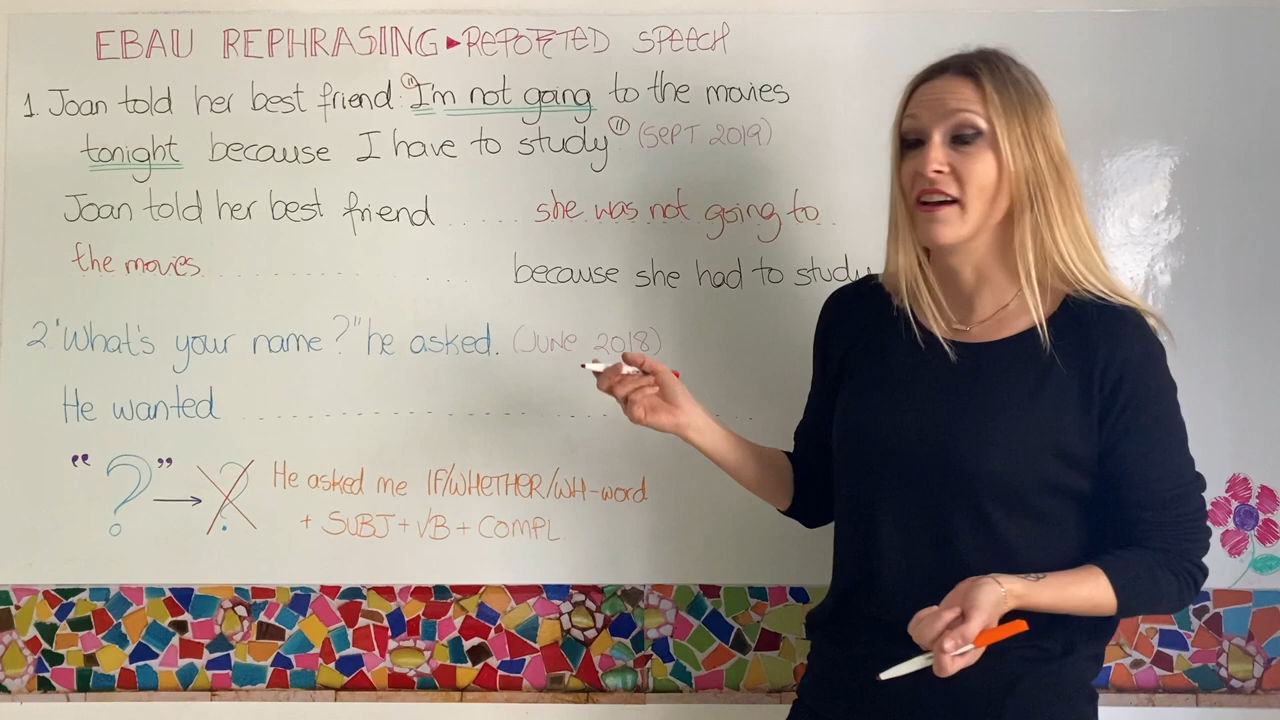 EBAU REPHRASING ▸ REPORTED SPEECH
1. Joan told her best friend: "I'm not going to the movies
tonight because I have to study" (SEPT 2019)
Joan told her best friend ..... she was not going to
the movies .............. because she had to study
2. "What's your name?" he asked. (JUNE 2018)
He wanted ..............................
" ? " → ? He asked me IF/WHETHER/WH-word
+ SUBJ + VB + COMPL.